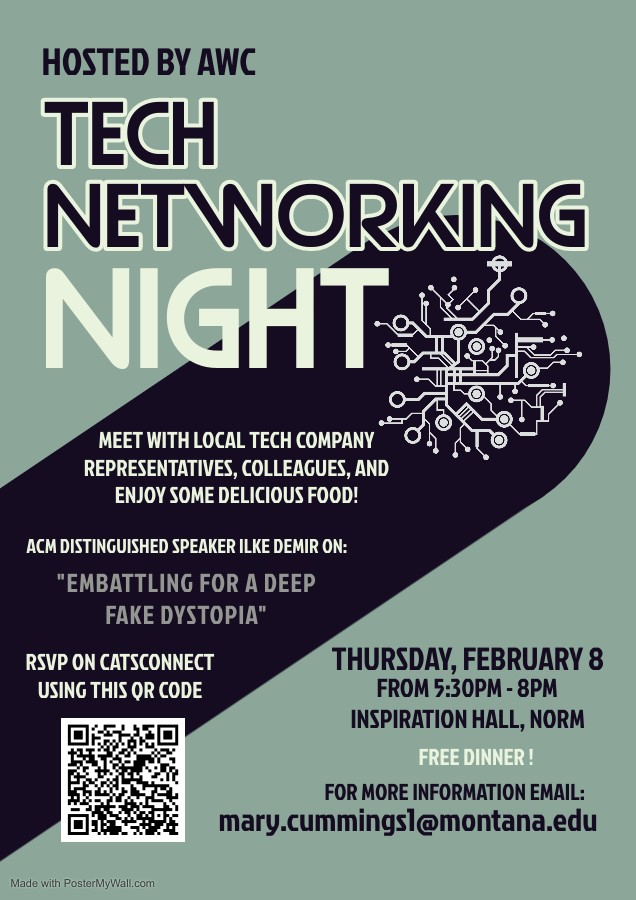 HOSTED BY AWC
TECH
NETWORKING
NIGHT
MEET WITH LOCAL TECH COMPANY
REPRESENTATIVES, COLLEAGUES, AND
ENJOY SOME DELICIOUS FOOD!
ACM DISTINGUISHED SPEAKER ILKE DEMIR ON:
"EMBATTLING FOR A DEEP
FAKE DYSTOPIA"
RSVP ON CATSCONNECT
USING THIS QR CODE
THURSDAY, FEBRUARY 8
FROM 5:30PM - 8PM
INSPIRATION HALL, NORM
FREE DINNER !
FOR MORE INFORMATION EMAIL:
mary.cummings1@montana.edu
Made with PosterMyWall.com